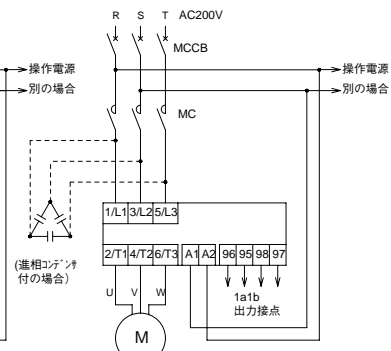 R S T AC200V
MCCB
操作電源
別の場合
操作電源
別の場合
MC
1/L1 3/L2 5/L3
2/T1 4/T2 6/T3 A1 A2 96 95 98 97
(進相コンデンサ
付の場合)
U V W
1a1b
出力接点
M